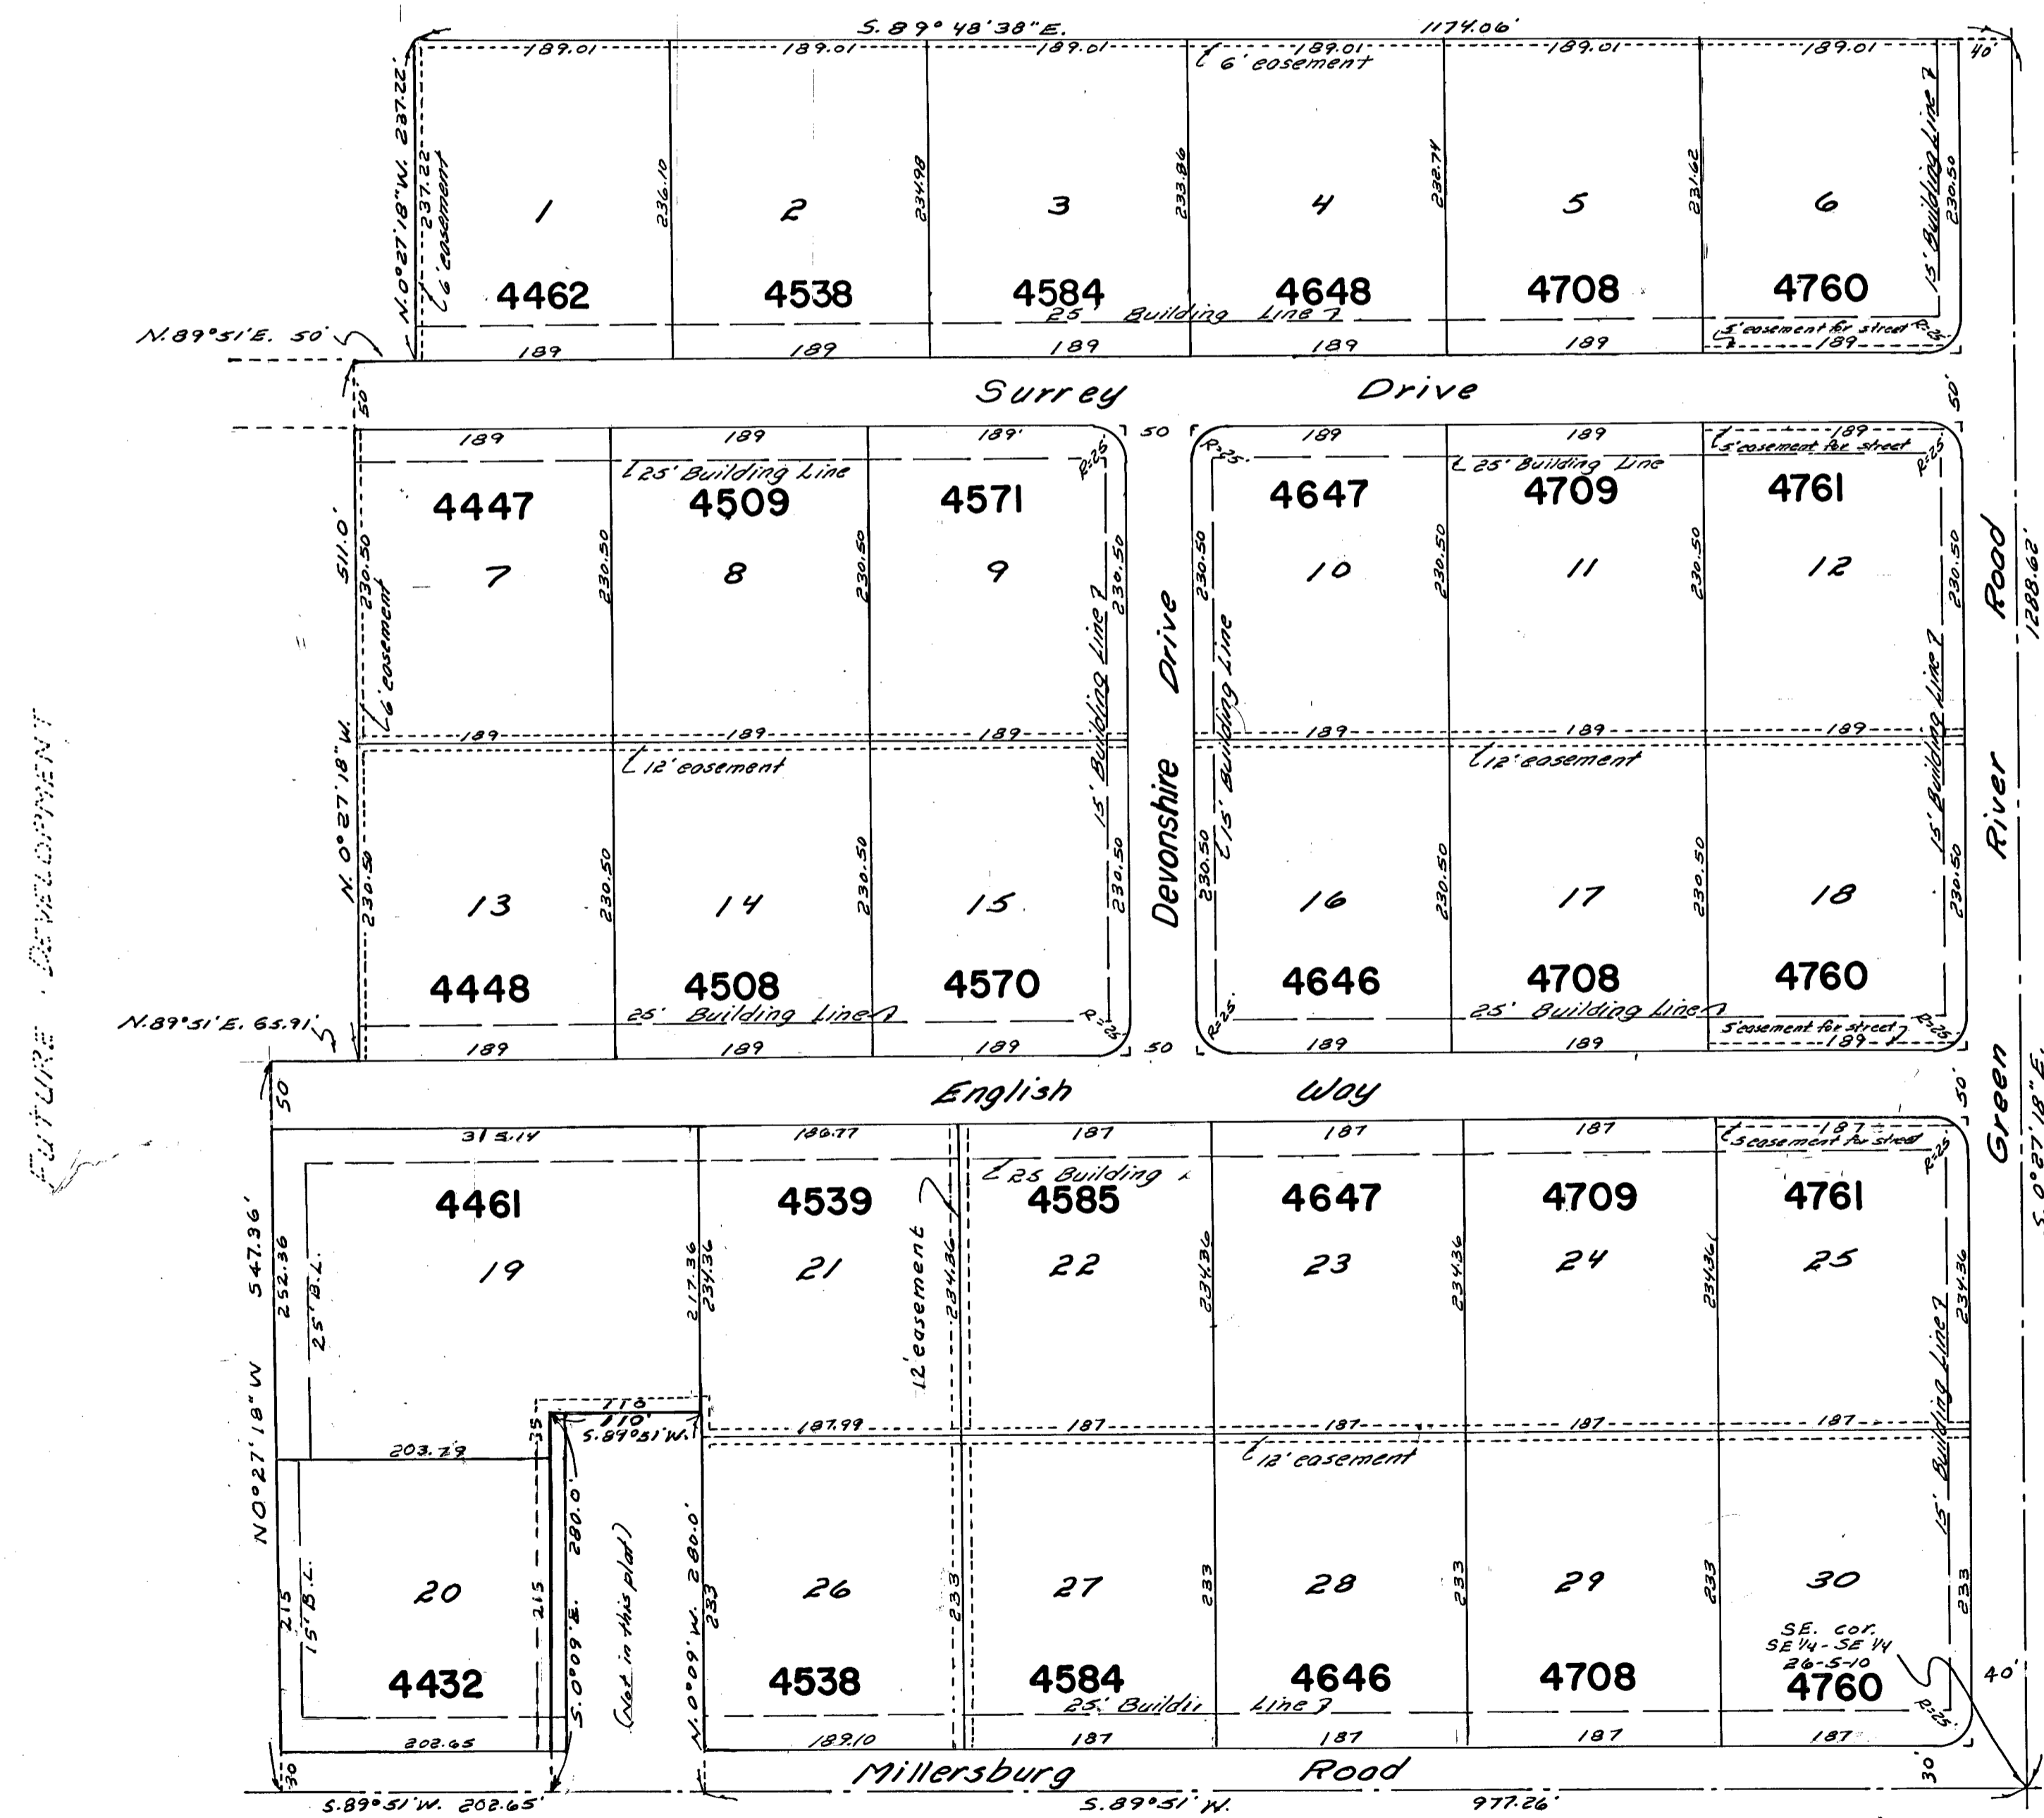 S. 89° 48' 38" E. 1174.06'
189.01 189.01 189.01 189.01 189.01 189.01 40'
6' easement
N. 0° 27' 18" W. 237.22'
237.22
6' easement
236.10 234.98 233.86 232.74 231.62 230.50
15' Building Line
1 2 3 4 5 6
4462 4538 4584 4648 4708 4760
25' Building Line
N. 89° 51' E. 50'
5' easement for street R=25'
189 189 189 189 189 189
Surrey Drive
50' 50'
189 189 189' 50 189 189 189
5' easement for street
R=25' R=25' R=25'
25' Building Line 25' Building Line
4447 4509 4571 4647 4709 4761
7 8 9 10 11 12
511.0'
230.50 230.50 230.50 230.50 230.50 230.50 230.50 230.50
6' easement
15' Building Line 15' Building Line 15' Building Line
Devonshire Drive
Green River Road
1288.62'
S. 0° 27' 18" E.
FUTURE DEVELOPMENT
N. 0° 27' 18" W.
189 189 189 189 189 189
12' easement 12' easement
230.50 230.50 230.50 230.50 230.50 230.50 230.50 230.50
13 14 15 16 17 18
4448 4508 4570 4646 4708 4760
25' Building Line 25' Building Line
R=25 R=25' R=25'
N. 89° 51' E. 65.91'
5' easement for street
189 189 189 50 189 189 189
English Way
50 50'
315.14 186.77 187 187 187 187
5' easement for street
R=25'
25 Building
4461 4539 4585 4647 4709 4761
19 21 22 23 24 25
N 0° 27' 18" W 547.36'
252.36
25' B.L.
217.36
234.36 234.36 234.36 234.36 234.36 234.36
12' easement
15' Building Line
110
110'
S. 89° 51' W.
35
203.79
187.99 187 187 187 187
12' easement
215
15' B.L.
215
S. 0° 09' E. 280.0'
(Not in this plat)
N. 0° 09' W. 280.0'
233 233 233 233 233 233
20 26 27 28 29 30
SE. cor.
SE 1/4 - SE 1/4
26-5-10
4432 4538 4584 4646 4708 4760
40'
25' Buildi Line
R=25'
202.65 189.10 187 187 187 187
30 30'
Millersburg Road
S. 89° 51' W. 202.65' S. 89° 51' W. 977.26'